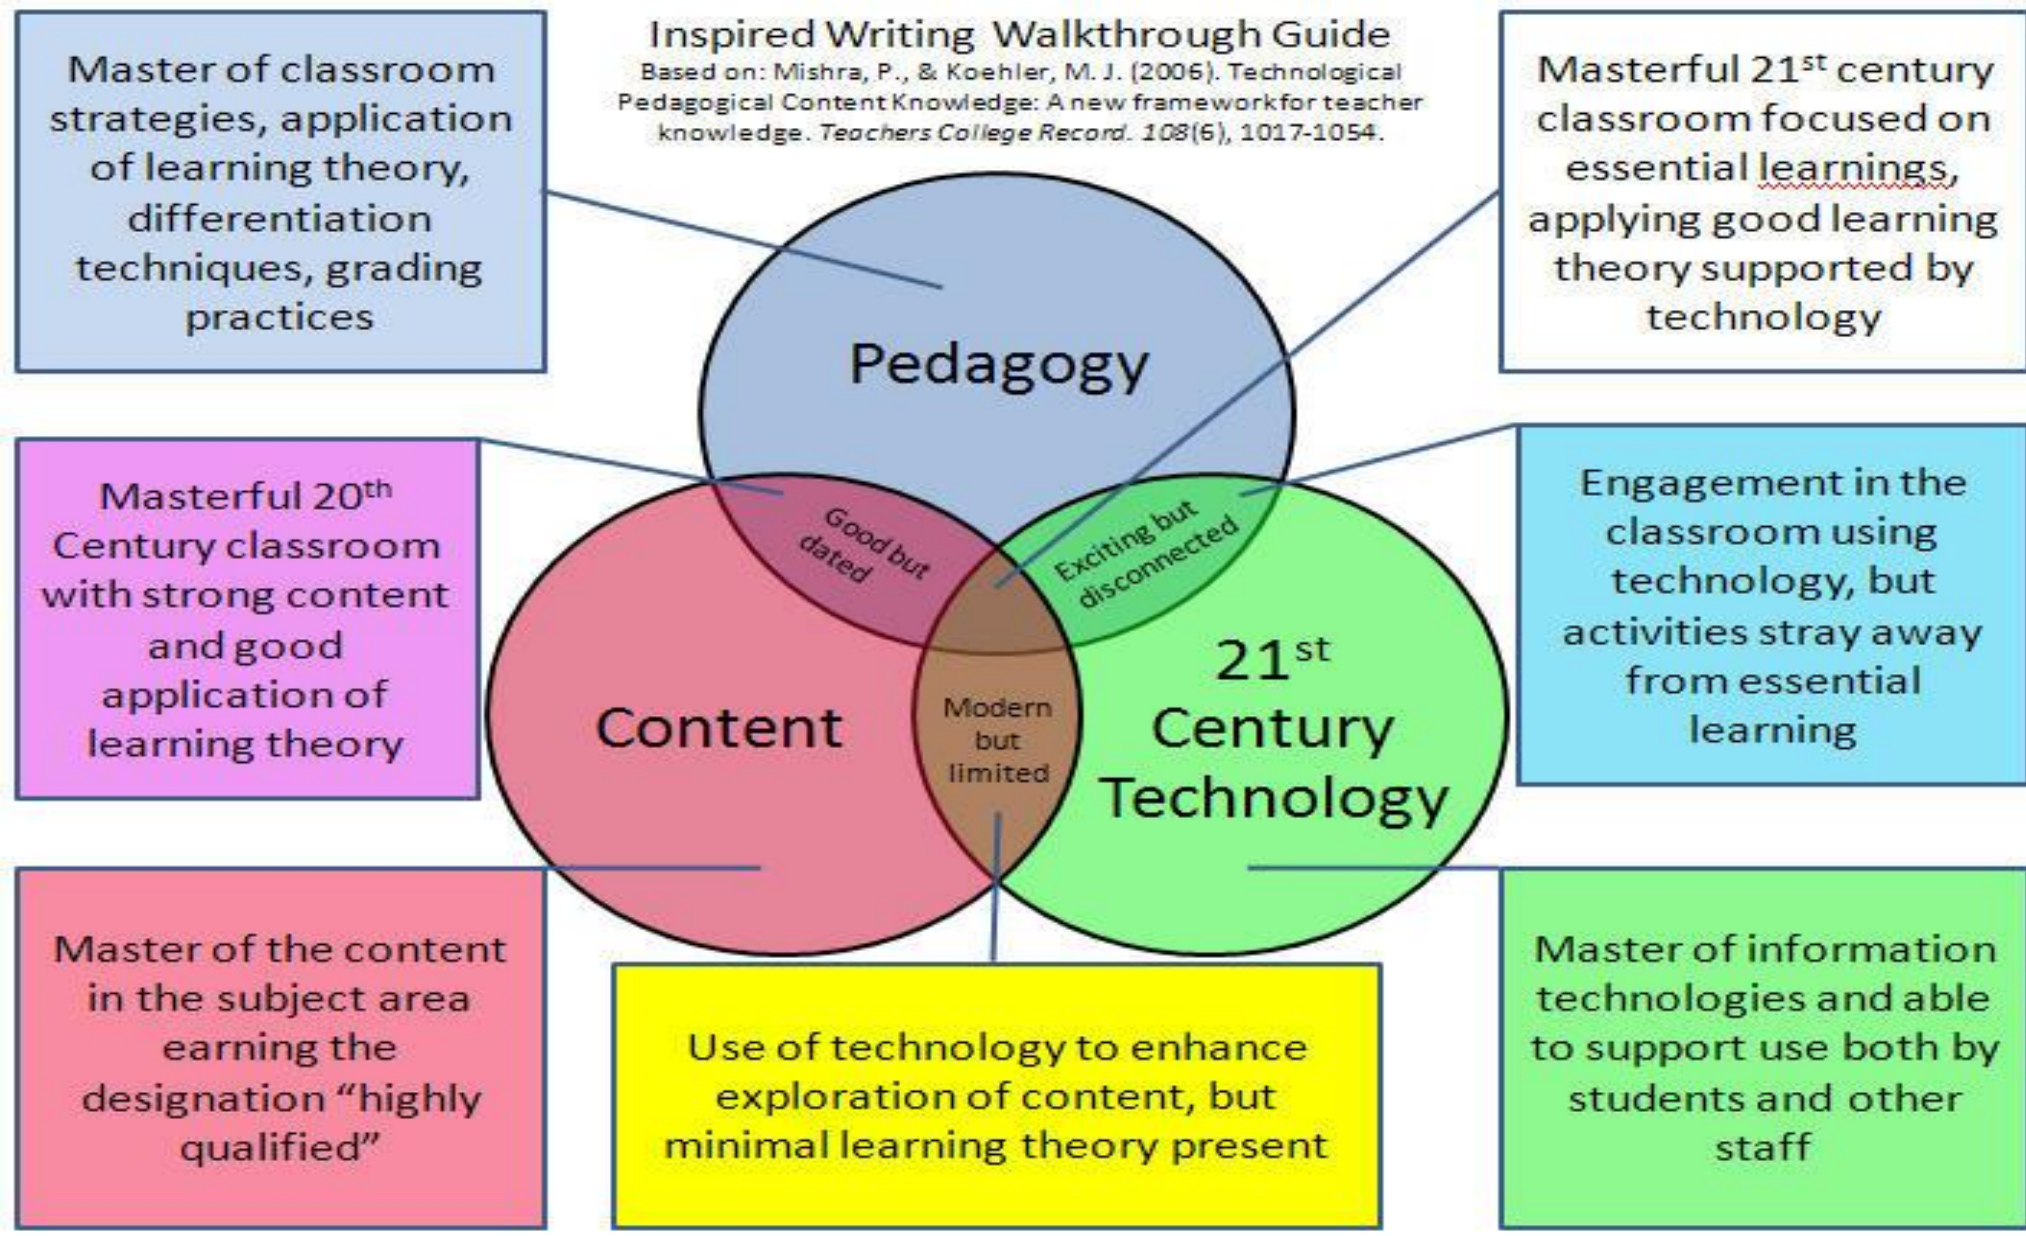 Inspired Writing Walkthrough Guide
Based on: Mishra, P., & Koehler, M. J. (2006). Technological
Pedagogical Content Knowledge: A new framework for teacher
knowledge. Teachers College Record. 108(6), 1017-1054.
Master of classroom
strategies, application
of learning theory,
differentiation
techniques, grading
practices
Masterful 21st century
classroom focused on
essential learnings,
applying good learning
theory supported by
technology
Pedagogy
Masterful 20th
Century classroom
with strong content
and good
application of
learning theory
Good but
dated
Exciting but
disconnected
Engagement in the
classroom using
technology, but
activities stray away
from essential
learning
Content
Modern
but
limited
21st
Century
Technology
Master of the content
in the subject area
earning the
designation “highly
qualified”
Use of technology to enhance
exploration of content, but
minimal learning theory present
Master of information
technologies and able
to support use both by
students and other
staff